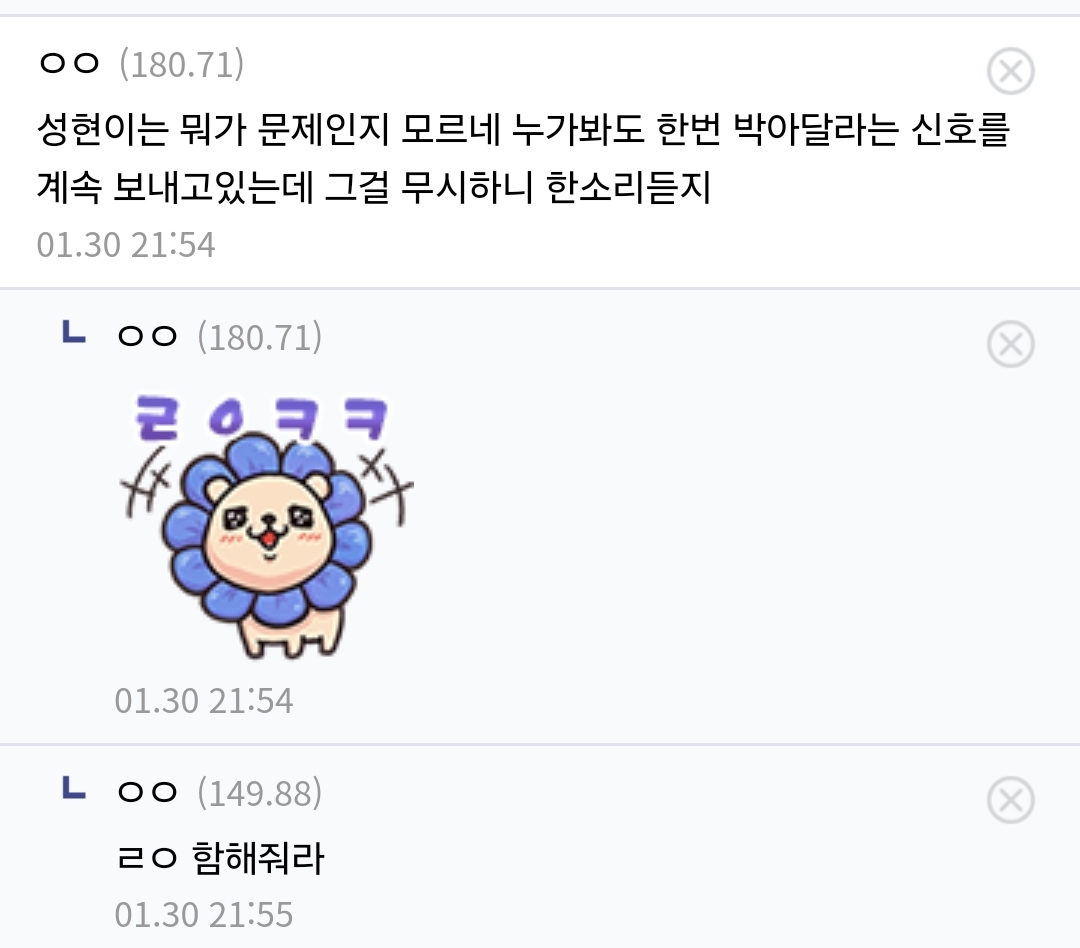 ㅇㅇ (180.71)
성현이는 뭐가 문제인지 모르네 누가봐도 한번 박아달라는 신호를
계속 보내고있는데 그걸 무시하니 한소리듣지
01.30 21:54
ㄴ ㅇㅇ (180.71)
ㄹㅇㅋㅋ
01.30 21:54
ㄴ ㅇㅇ (149.88)
ㄹㅇ 함해줘라
01.30 21:55